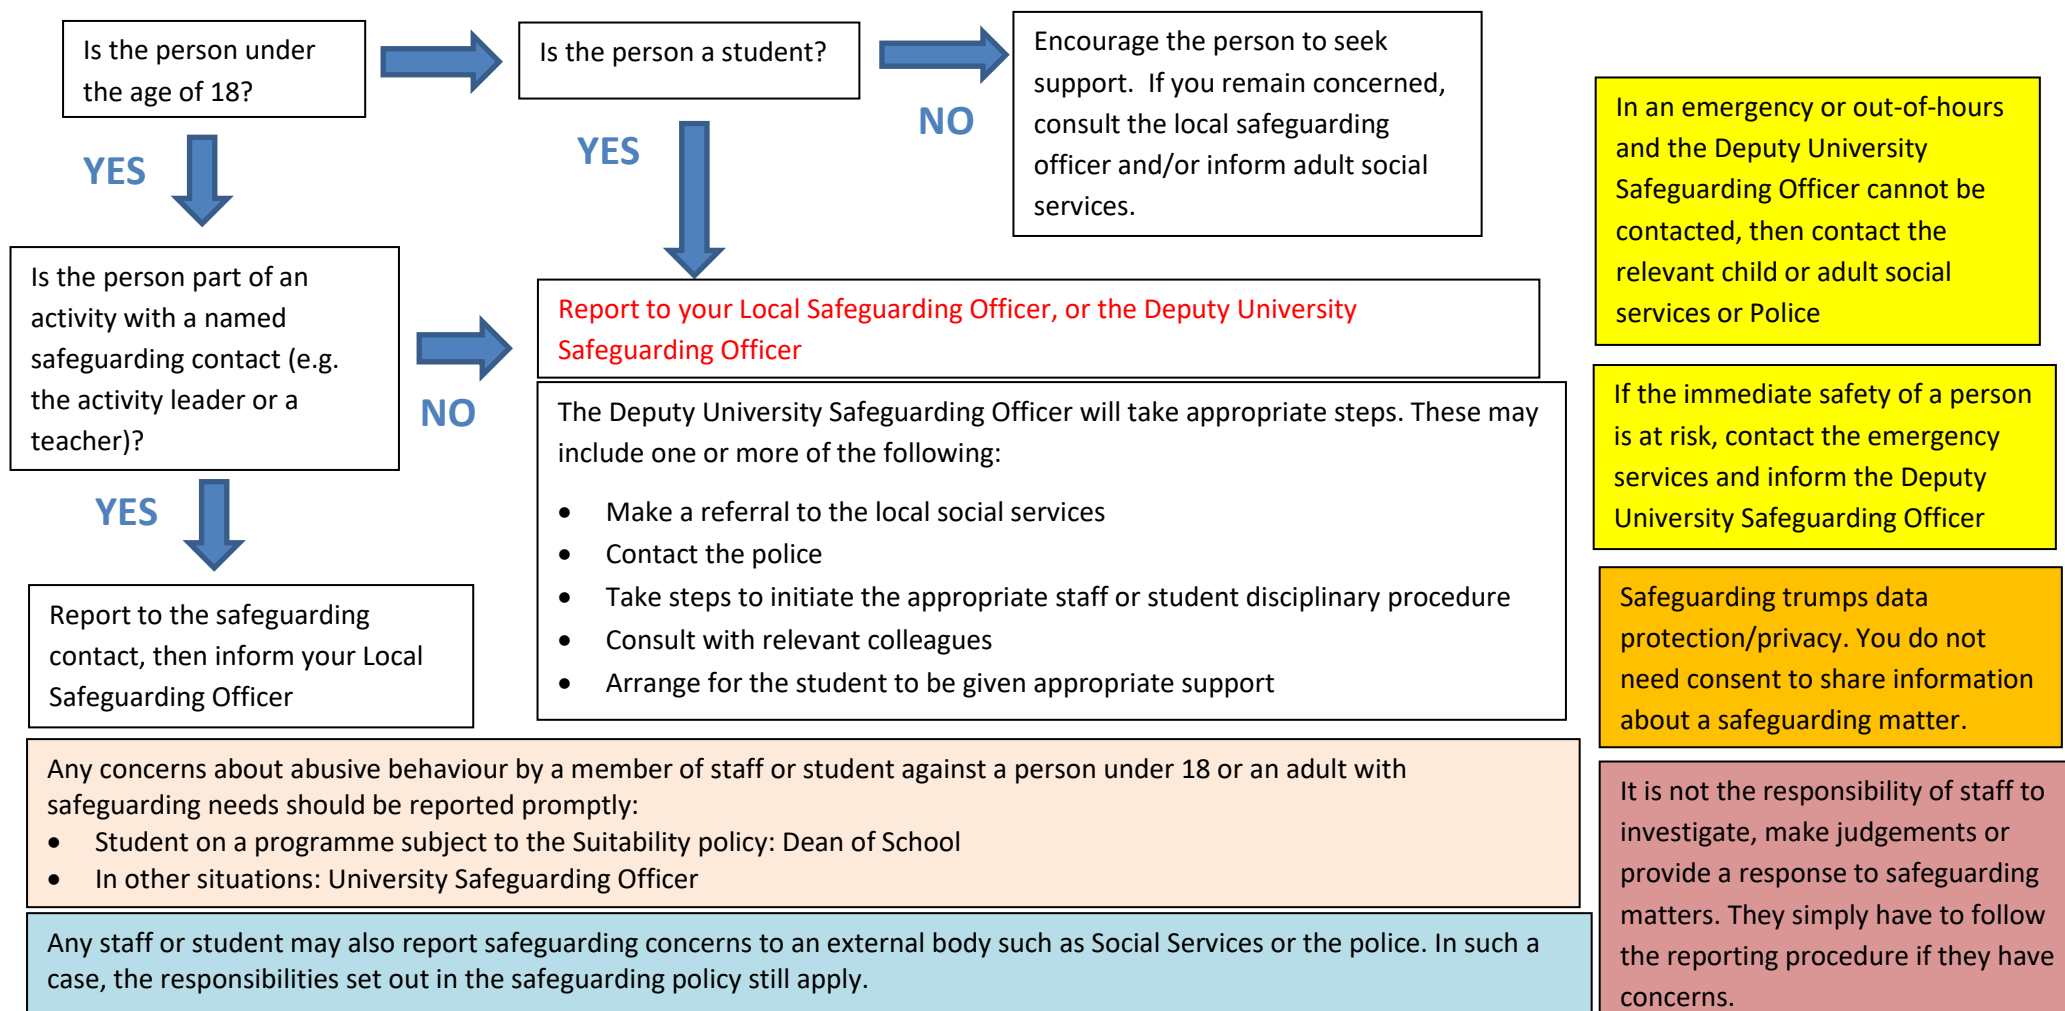 Is the person under
the age of 18?
Is the person a student?
Encourage the person to seek
support.  If you remain concerned,
consult the local safeguarding
officer and/or inform adult social
services.
NO
YES
YES
Is the person part of an
activity with a named
safeguarding contact (e.g.
the activity leader or a
teacher)?
NO
YES
Report to the safeguarding
contact, then inform your Local
Safeguarding Officer
Report to your Local Safeguarding Officer, or the Deputy University
Safeguarding Officer
The Deputy University Safeguarding Officer will take appropriate steps. These may
include one or more of the following:
• Make a referral to the local social services
• Contact the police
• Take steps to initiate the appropriate staff or student disciplinary procedure
• Consult with relevant colleagues
• Arrange for the student to be given appropriate support
Any concerns about abusive behaviour by a member of staff or student against a person under 18 or an adult with
safeguarding needs should be reported promptly:
• Student on a programme subject to the Suitability policy: Dean of School
• In other situations: University Safeguarding Officer
Any staff or student may also report safeguarding concerns to an external body such as Social Services or the police. In such a
case, the responsibilities set out in the safeguarding policy still apply.
In an emergency or out-of-hours
and the Deputy University
Safeguarding Officer cannot be
contacted, then contact the
relevant child or adult social
services or Police
If the immediate safety of a person
is at risk, contact the emergency
services and inform the Deputy
University Safeguarding Officer
Safeguarding trumps data
protection/privacy. You do not
need consent to share information
about a safeguarding matter.
It is not the responsibility of staff to
investigate, make judgements or
provide a response to safeguarding
matters. They simply have to follow
the reporting procedure if they have
concerns.